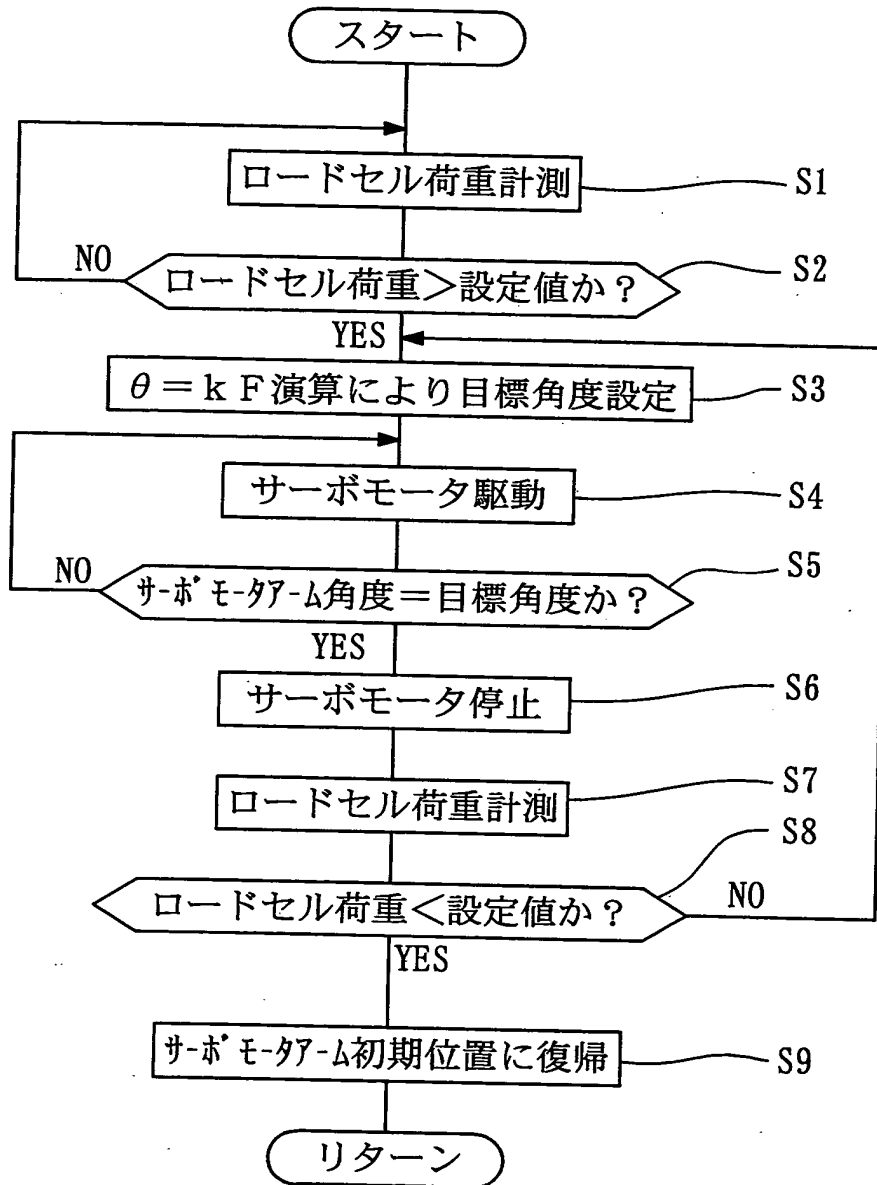 スタート
ロードセル荷重計測
S1
NO
ロードセル荷重＞設定値か？
S2
YES
θ＝ｋＦ演算により目標角度設定
S3
サーボモータ駆動
S4
NO
ｻｰﾎﾞﾓｰﾀｱｰﾑ角度＝目標角度か？
S5
YES
サーボモータ停止
S6
ロードセル荷重計測
S7
ロードセル荷重＜設定値か？
S8
NO
YES
ｻｰﾎﾞﾓｰﾀｱｰﾑ初期位置に復帰
S9
リターン